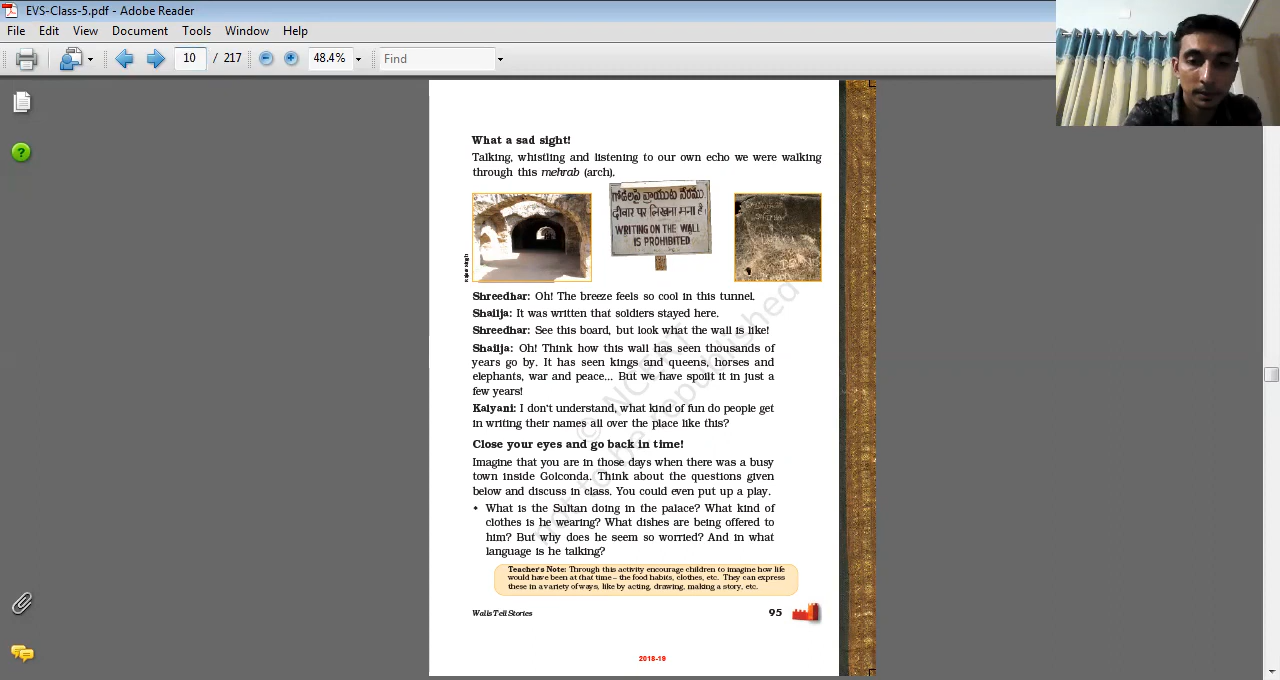 EVS-Class-5.pdf - Adobe Reader
File Edit View Document Tools Window Help
10 / 217 48.4% Find
What a sad sight!
Talking, whistling and listening to our own echo we were walking
through this mehrab (arch).
గోడలపై వ్రాయుట నేరము
दीवार पर लिखना मना है
WRITING ON THE WALL
IS PROHIBITED
Shreedhar: Oh! The breeze feels so cool in this tunnel.
Shailja: It was written that soldiers stayed here.
Shreedhar: See this board, but look what the wall is like!
Shailja: Oh! Think how this wall has seen thousands of
years go by. It has seen kings and queens, horses and
elephants, war and peace... But we have spoilt it in just a
few years!
Kalyani: I don't understand, what kind of fun do people get
in writing their names all over the place like this?
Close your eyes and go back in time!
Imagine that you are in those days when there was a busy
town inside Golconda. Think about the questions given
below and discuss in class. You could even put up a play.
• What is the Sultan doing in the palace? What kind of
clothes is he wearing? What dishes are being offered to
him? But why does he seem so worried? And in what
language is he talking?
Teacher's Note: Through this activity encourage children to imagine how life
would have been at that time – the food habits, clothes, etc. They can express
these in a variety of ways, like by acting, drawing, making a story, etc.
Walls Tell Stories 95
2018-19
© NCERT
not to be republished